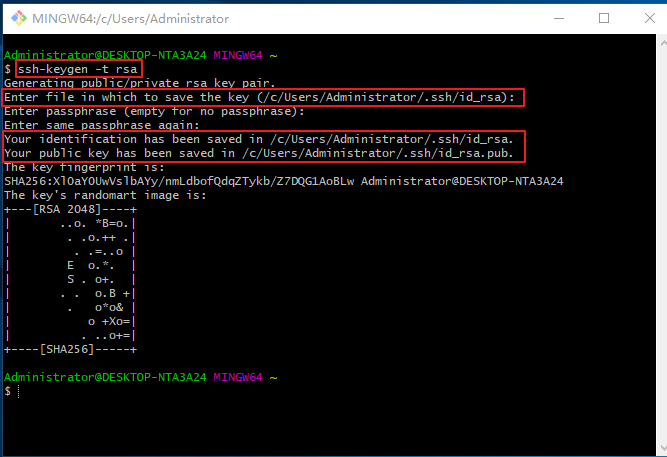 MINGW64:/c/Users/Administrator
Administrator@DESKTOP-NTA3A24 MINGW64 ~
$ ssh-keygen -t rsa
Generating public/private rsa key pair.
Enter file in which to save the key (/c/Users/Administrator/.ssh/id_rsa):
Enter passphrase (empty for no passphrase):
Enter same passphrase again:
Your identification has been saved in /c/Users/Administrator/.ssh/id_rsa.
Your public key has been saved in /c/Users/Administrator/.ssh/id_rsa.pub.
The key fingerprint is:
SHA256:XlOaY0UwVslbAYy/nmLdbofQdqZTykb/Z7DQG1AoBLw Administrator@DESKTOP-NTA3A24
The key's randomart image is:
+---[RSA 2048]----+
|       ..o. *B=o.|
|        . .o.++ .|
|         . .=..o |
|        E  o.*.  |
|        S . o+.  |
|       . .  o.B +|
|        .   o*o& |
|           o +Xo=|
|          . ..o+=|
+----[SHA256]-----+
Administrator@DESKTOP-NTA3A24 MINGW64 ~
$